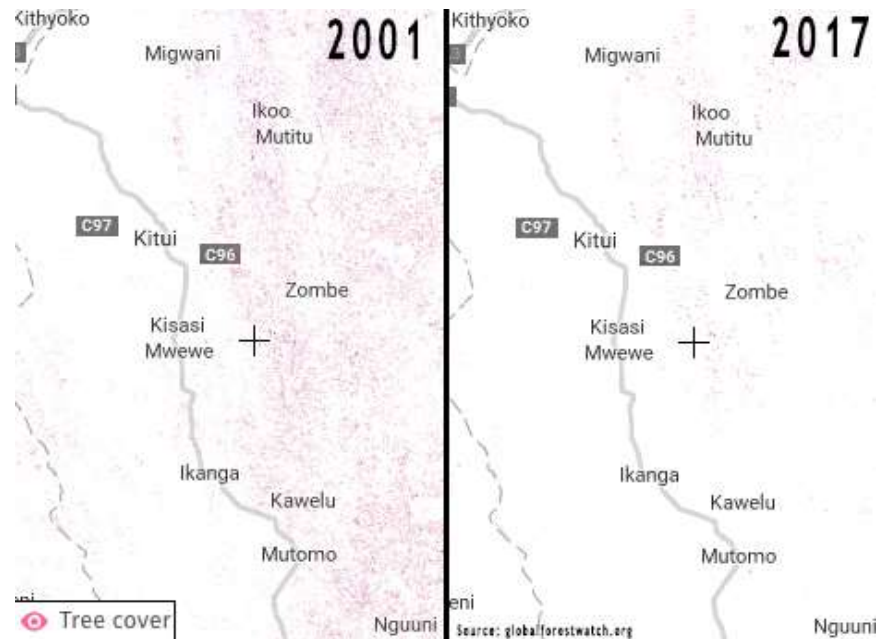 Kithyoko
2001
Migwani
Ikoo
Mutitu
C97
Kitui
C96
Zombe
Kisasi
Mwewe
Ikanga
Kawelu
Mutomo
Tree cover
Nguuni
Kithyoko
2017
Migwani
Ikoo
Mutitu
C97
Kitui
C96
Zombe
Kisasi
Mwewe
Ikanga
Kawelu
Mutomo
eni
Source: globalforestwatch.org
Nguuni